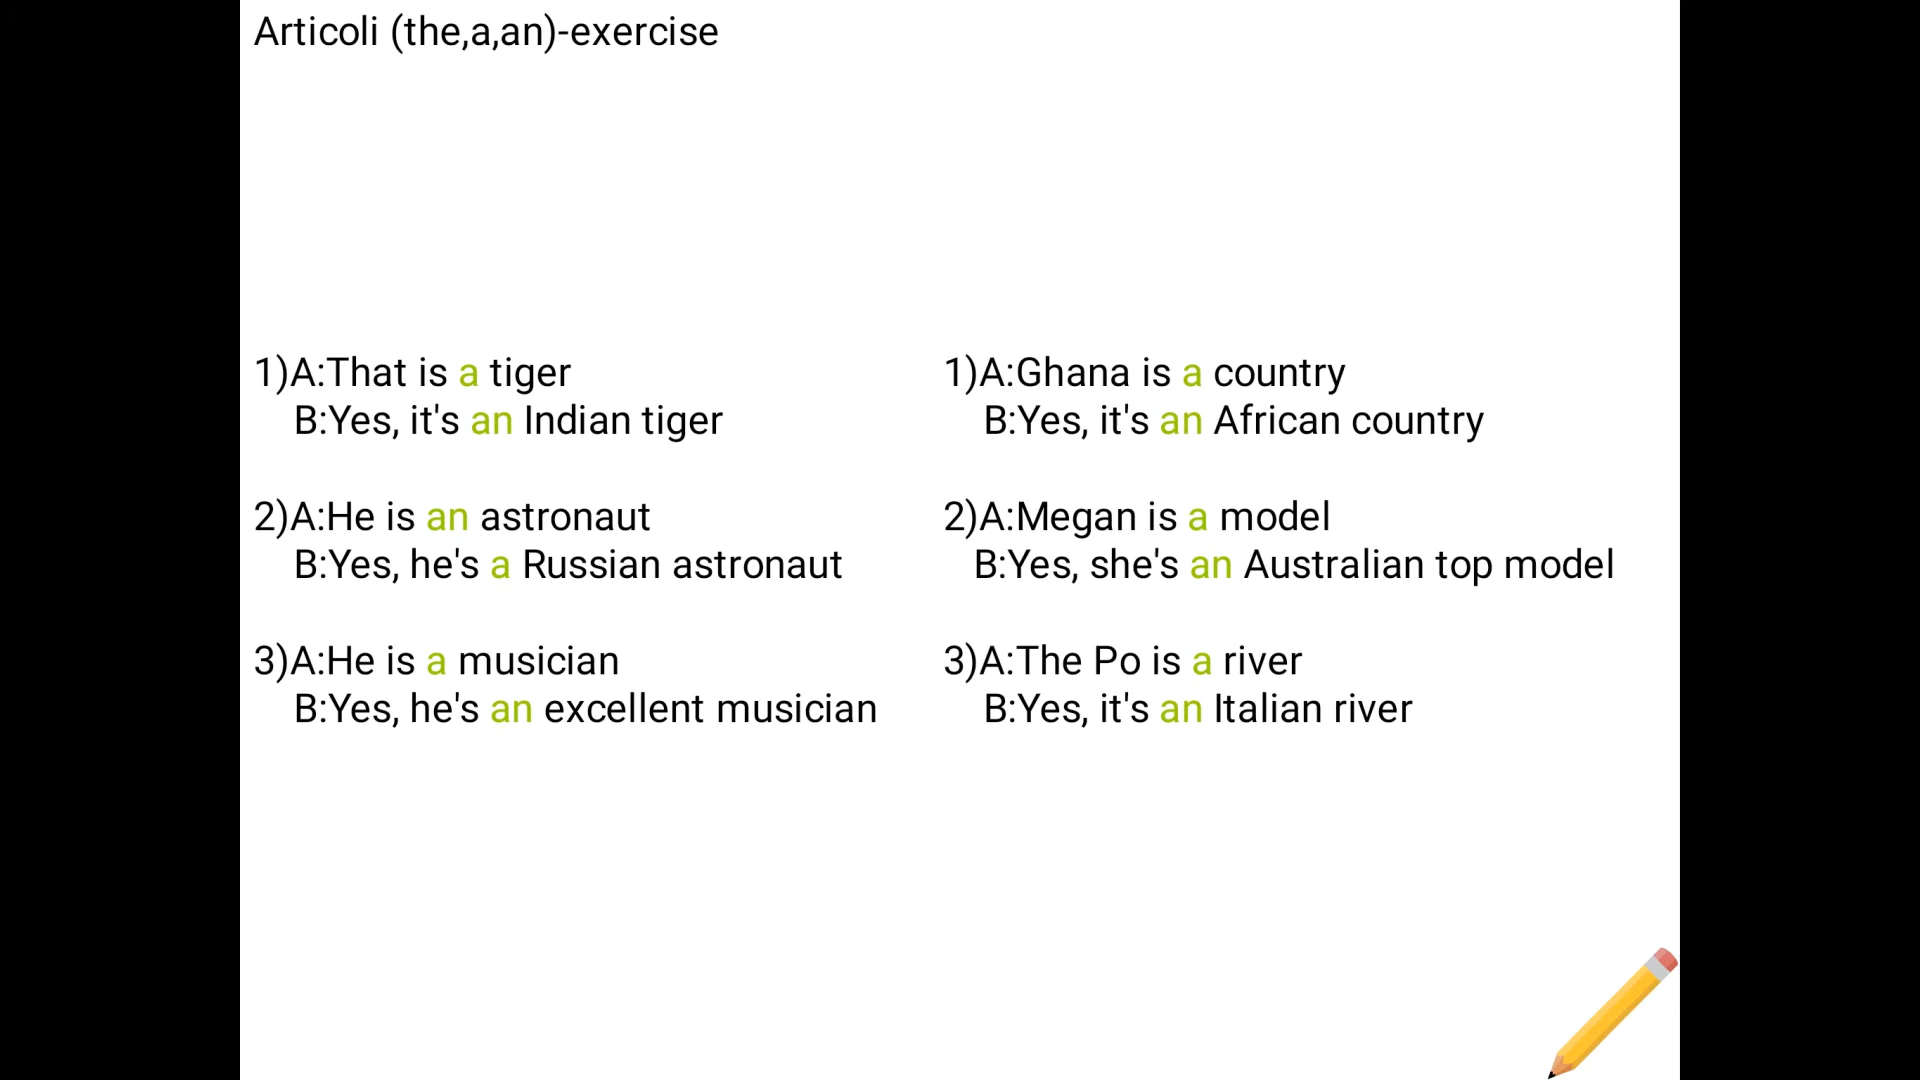 Articoli (the,a,an)-exercise
1)A:That is a tiger
B:Yes, it's an Indian tiger
2)A:He is an astronaut
B:Yes, he's a Russian astronaut
3)A:He is a musician
B:Yes, he's an excellent musician
1)A:Ghana is a country
B:Yes, it's an African country
2)A:Megan is a model
B:Yes, she's an Australian top model
3)A:The Po is a river
B:Yes, it's an Italian river